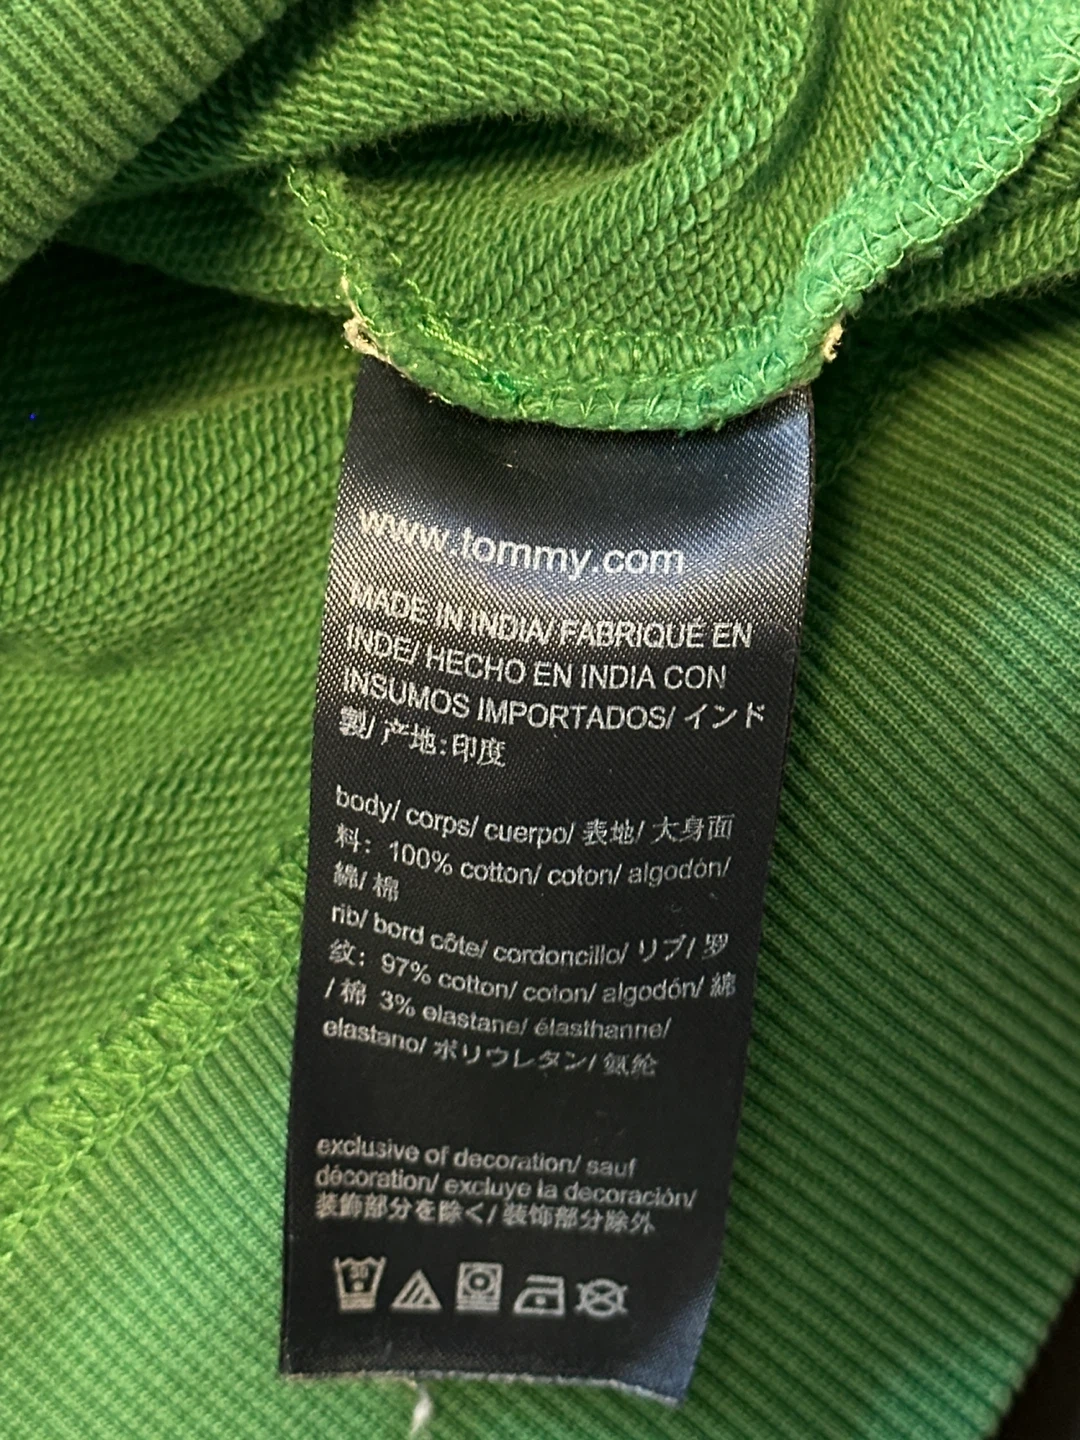 www.tommy.com
MADE IN INDIA/ FABRIQUÉ EN
INDE/ HECHO EN INDIA CON
INSUMOS IMPORTADOS/ インド
製/ 产地:印度
body/ corps/ cuerpo/ 表地/ 大身面
料: 100% cotton/ coton/ algodón/
綿/ 棉
rib/ bord côte/ cordoncillo/ リブ/ 罗
纹: 97% cotton/ coton/ algodón/ 綿
/ 棉 3% elastane/ élasthanne/
elastano/ ポリウレタン/ 氨纶
exclusive of decoration/ sauf
décoration/ excluye la decoración/
装飾部分を除く/ 装饰部分除外
30